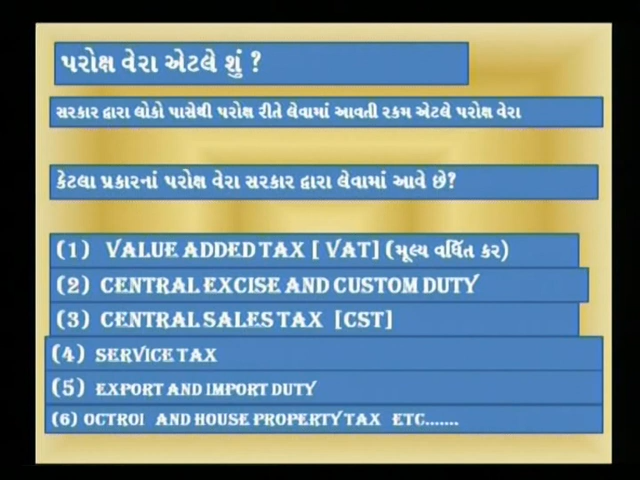 પરોક્ષ વેરા એટલે શું ?
સરકાર દ્વારા લોકો પાસેથી પરોક્ષ રીતે લેવામાં આવતી રકમ એટલે પરોક્ષ વેરા
કેટલા પ્રકારનાં પરોક્ષ વેરા સરકાર દ્વારા લેવામાં આવે છે?
(1) VALUE ADDED TAX [ VAT] (મૂલ્ય વર્ધિત કર)
(2) CENTRAL EXCISE AND CUSTOM DUTY
(3) CENTRAL SALES TAX [CST]
(4) SERVICE TAX
(5) EXPORT AND IMPORT DUTY
(6) OCTROI AND HOUSE PROPERTY TAX ETC.......